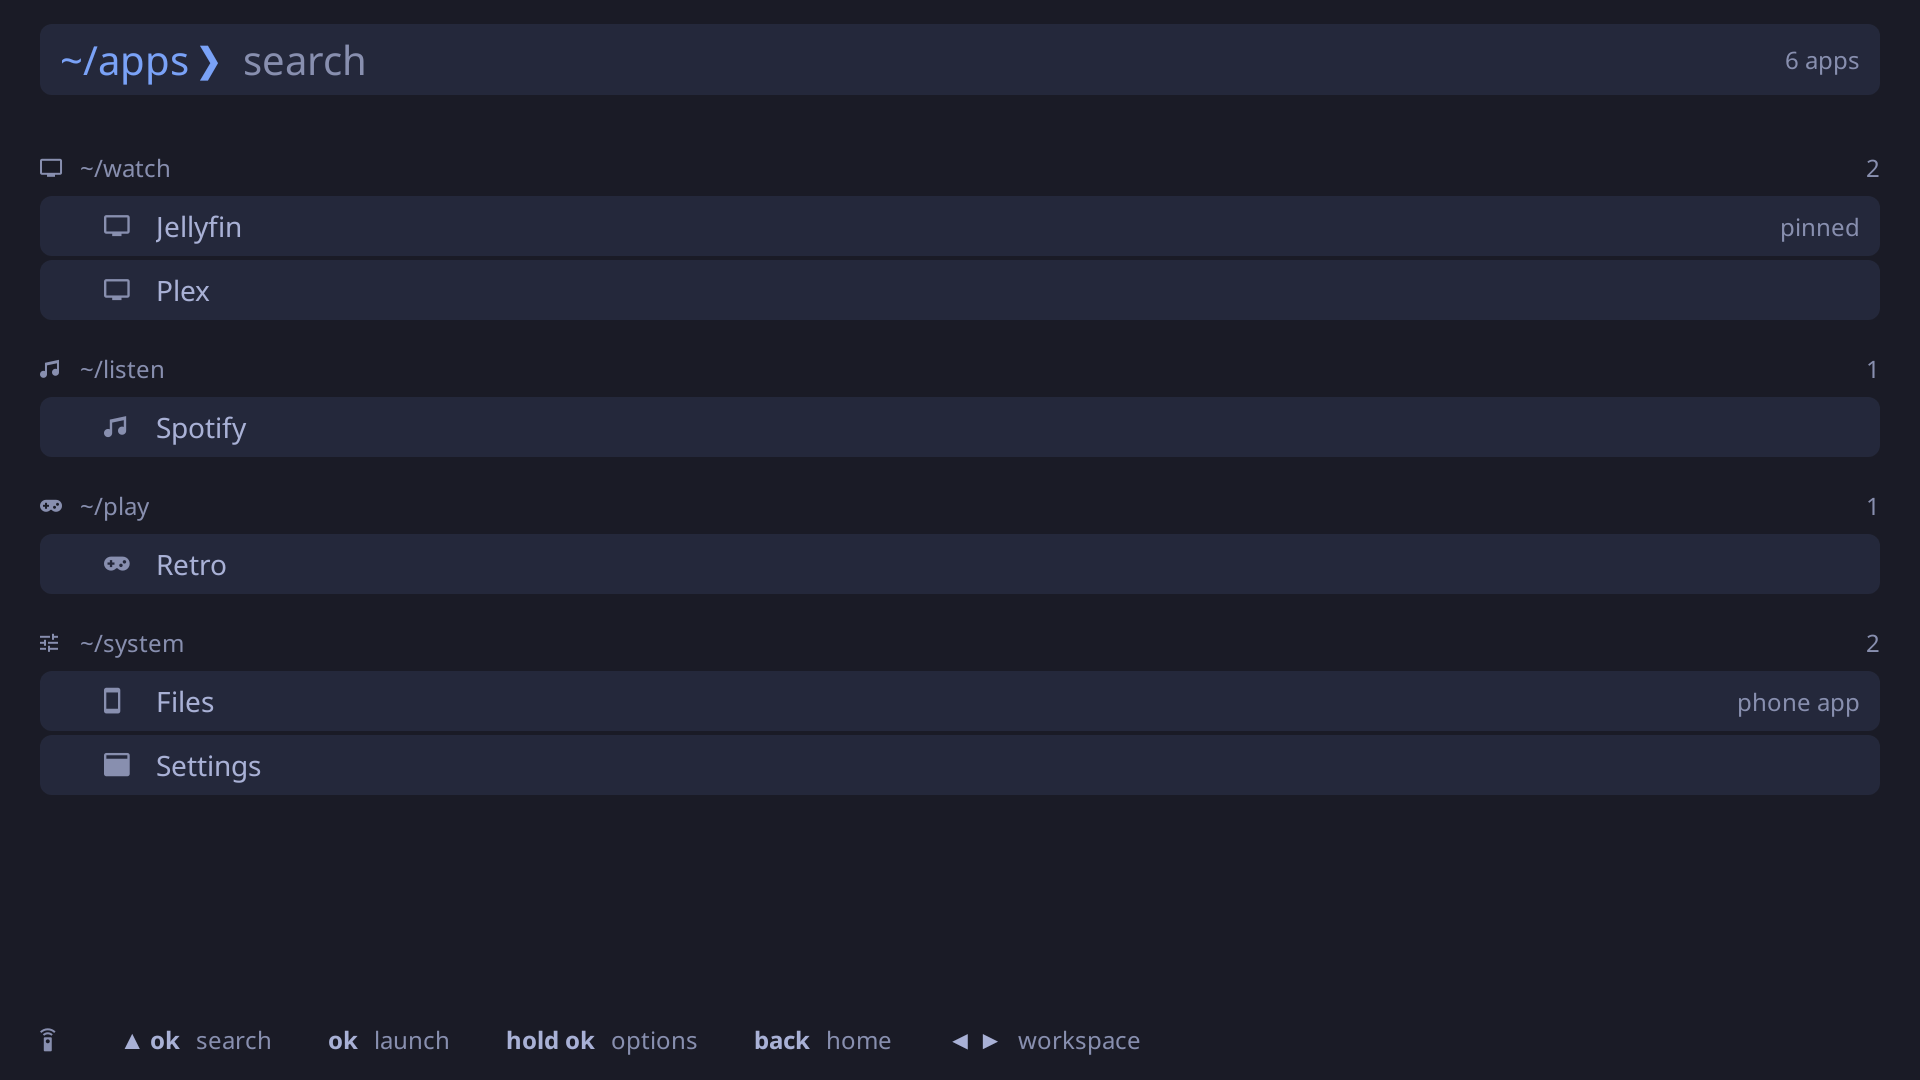 ~/apps ❯ search 6 apps
~/watch 2
Jellyfin pinned
Plex
~/listen 1
Spotify
~/play 1
Retro
~/system 2
Files phone app
Settings
▲ ok search ok launch hold ok options back home ◀ ▶ workspace